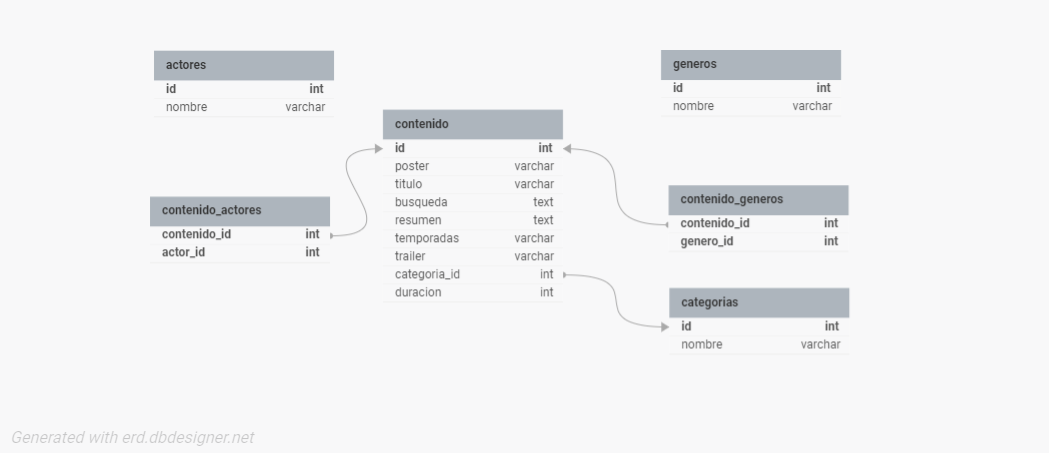 actores
id int
nombre varchar
generos
id int
nombre varchar
contenido
id int
poster varchar
titulo varchar
busqueda text
resumen text
temporadas varchar
trailer varchar
categoria_id int
duracion int
contenido_actores
contenido_id int
actor_id int
contenido_generos
contenido_id int
genero_id int
categorias
id int
nombre varchar
Generated with erd.dbdesigner.net